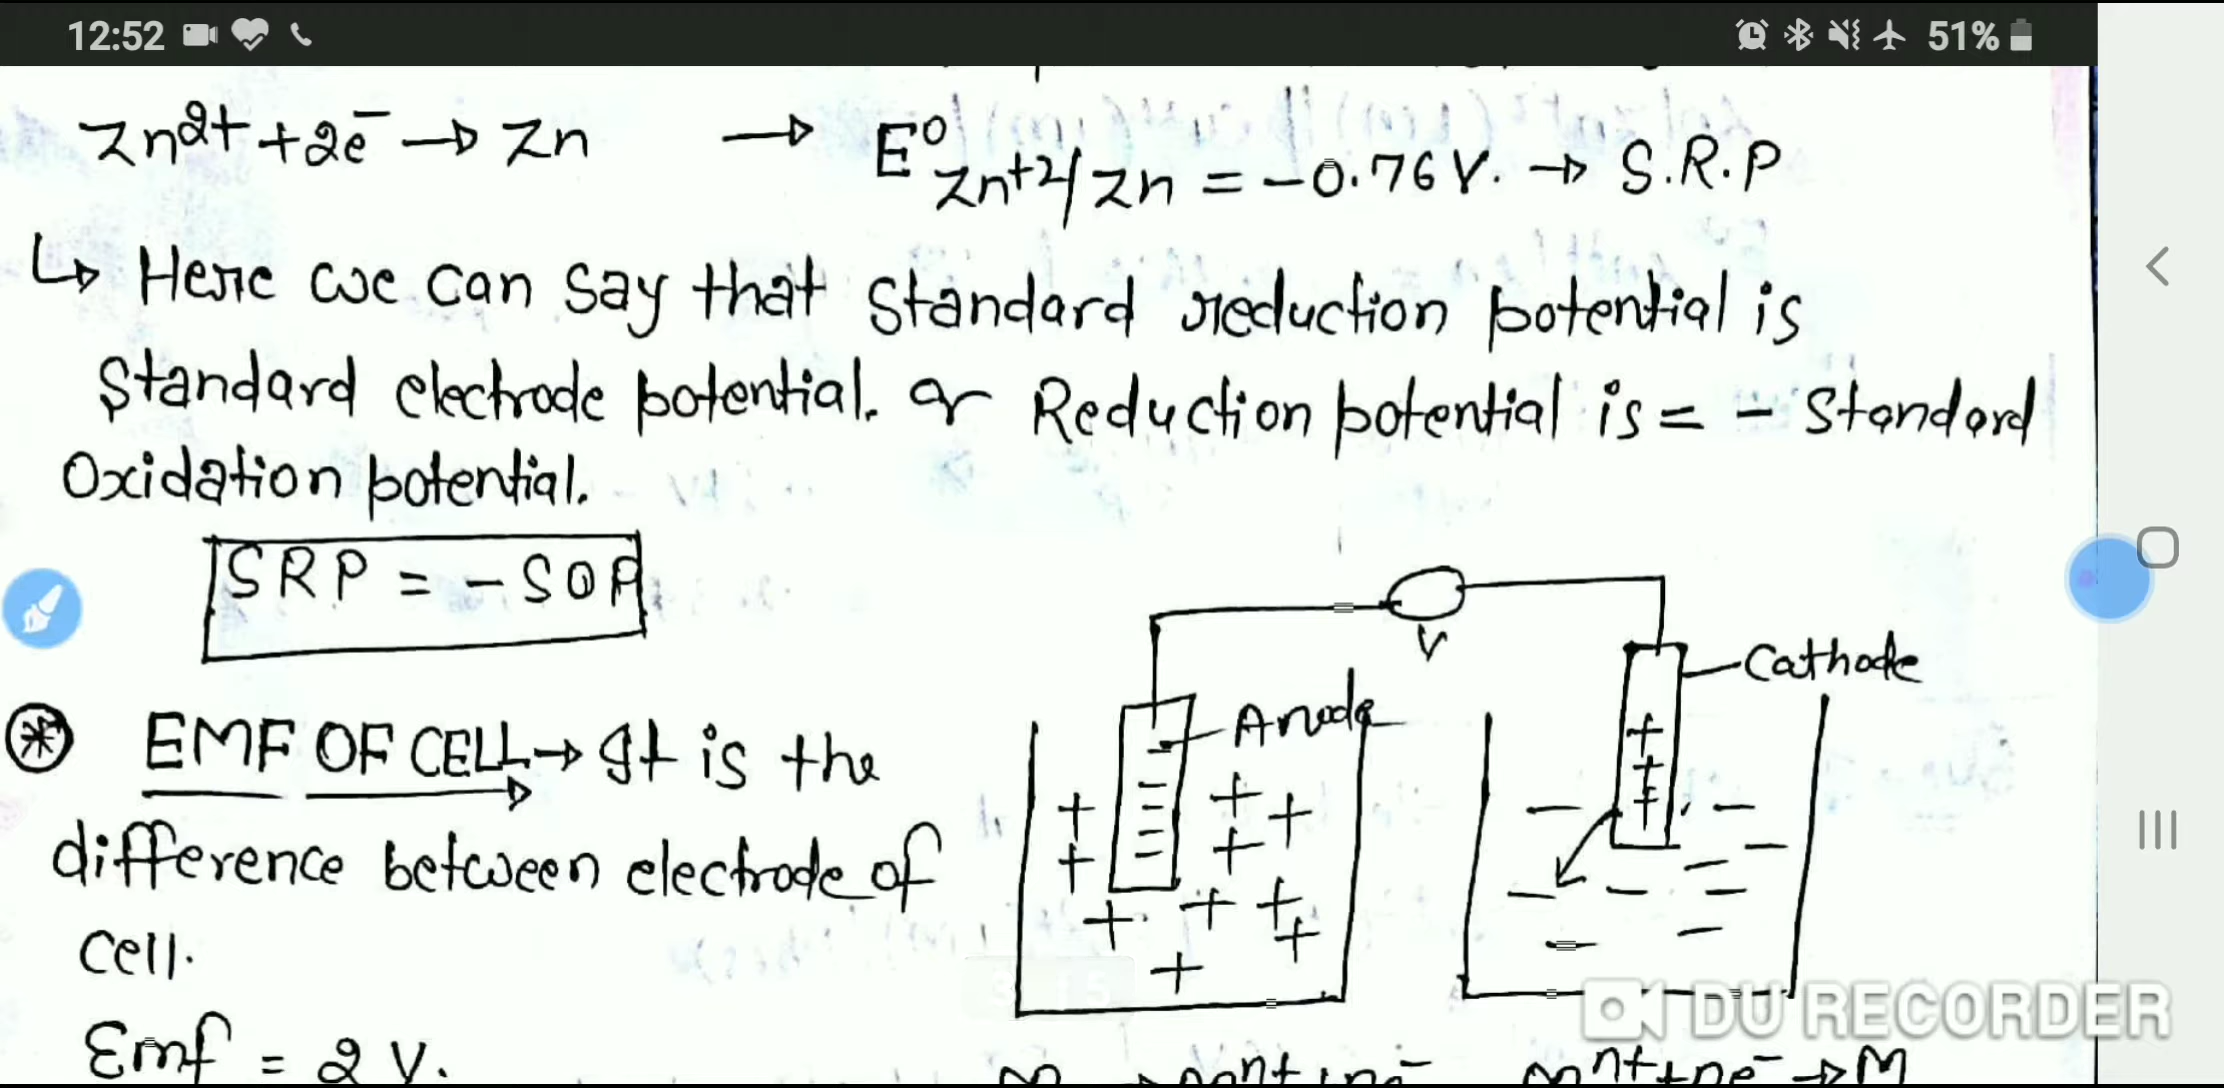 12:52 51%
Zn2+ +2e- → Zn → E0 Zn+2/Zn = -0.76 V. → S.R.P
↳ Here we can say that Standard reduction potential is
Standard electrode potential. or Reduction potential is = - Standard
Oxidation potential.
SRP = - SOP
V
Cathode
Anode
EMF OF CELL → It is the
difference between electrode of
Cell.
Emf = 2 V.
DU RECORDER
→ M